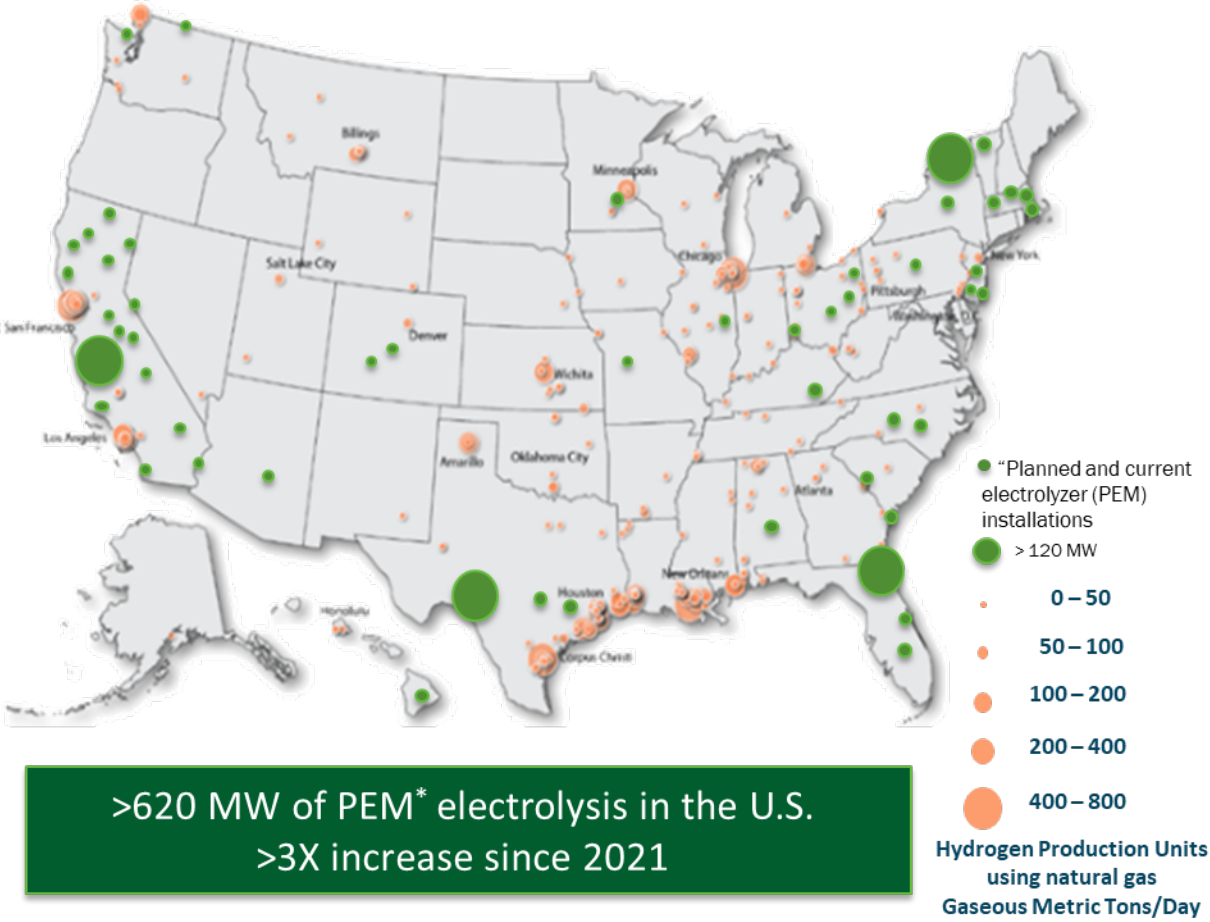 Billings
Minneapolis
Chicago
New York
Salt Lake City
Pittsburgh
San Francisco
Denver
Washington, D.C.
Wichita
Los Angeles
Amarillo
Oklahoma City
Atlanta
New Orleans
Houston
Honolulu
Corpus Christi
“Planned and current
electrolyzer (PEM)
installations
> 120 MW
0 – 50
50 – 100
100 – 200
200 – 400
400 – 800
Hydrogen Production Units
using natural gas
Gaseous Metric Tons/Day
>620 MW of PEM* electrolysis in the U.S.
>3X increase since 2021